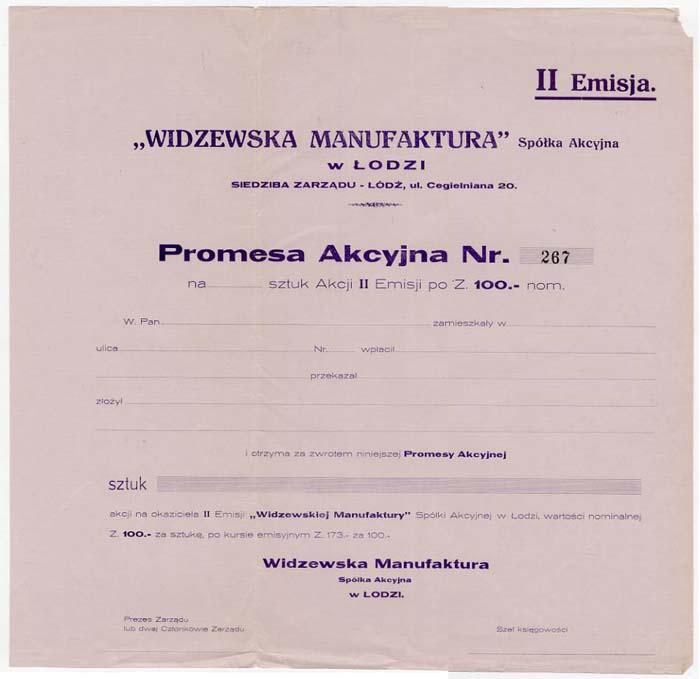 II Emisja.
„WIDZEWSKA MANUFAKTURA” Spółka Akcyjna
w ŁODZI
SIEDZIBA ZARZĄDU - ŁÓDŹ, ul. Cegielniana 20.
Promesa Akcyjna Nr. 267
na sztuk Akcji II Emisji po Z. 100.- nom.
W. Pan zamieszkały w
ulica Nr. wpłacił
przekazał
złożył
i otrzyma za zwrotem niniejszej Promesy Akcyjnej
sztuk
akcji na okaziciela II Emisji „Widzewskiej Manufaktury” Spółki Akcyjnej w Łodzi, wartości nominalnej
Z. 100.- za sztukę, po kursie emisyjnym Z. 173.- za 100.-
Widzewska Manufaktura
Spółka Akcyjna
w ŁODZI.
Prezes Zarządu
lub dwaj Członkowie Zarządu
Szef księgowości